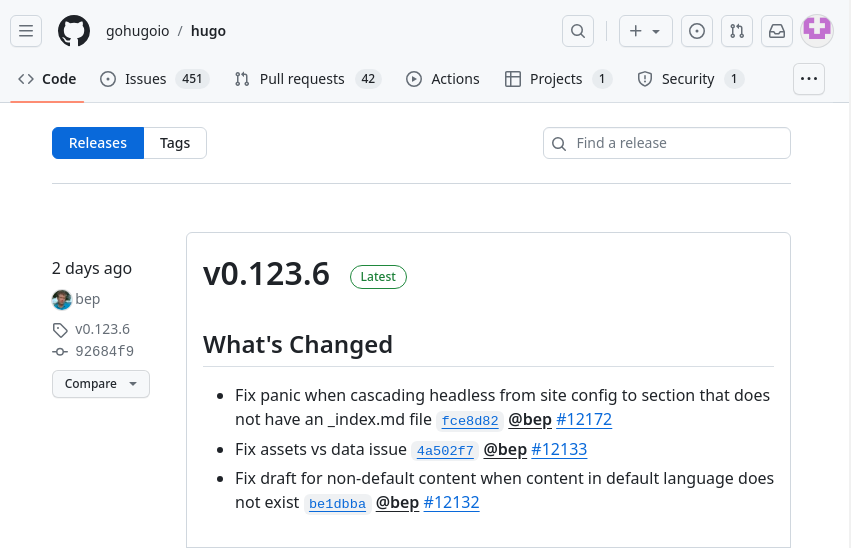 gohugoio / hugo
Code Issues 451 Pull requests 42 Actions Projects 1 Security 1
Releases Tags Find a release
2 days ago
bep
v0.123.6
92684f9
Compare
v0.123.6 Latest
What's Changed
Fix panic when cascading headless from site config to section that does
not have an _index.md file fce8d82 @bep #12172
Fix assets vs data issue 4a502f7 @bep #12133
Fix draft for non-default content when content in default language does
not exist be1dbba @bep #12132